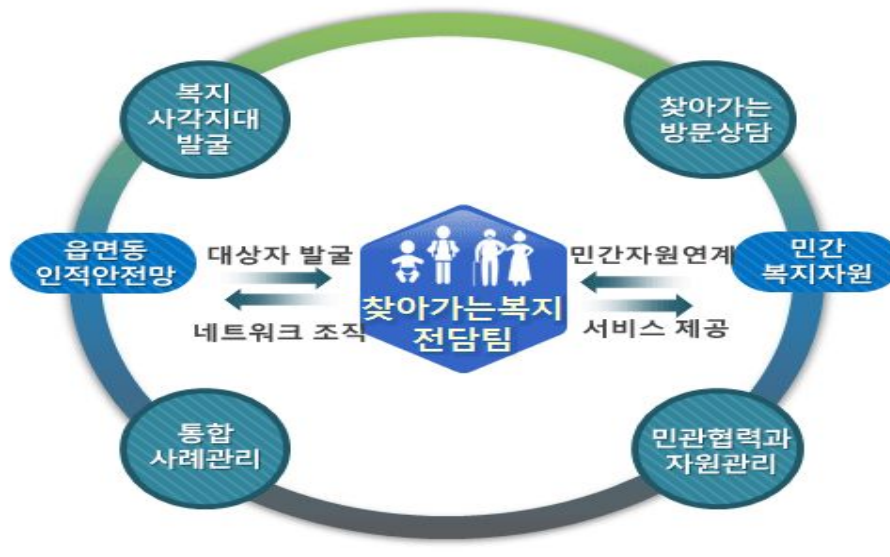 복지
사각지대
발굴
찾아가는
방문상담
읍면동
인적안전망
대상자 발굴
네트워크 조직
찾아가는복지
전담팀
민간자원연계
서비스 제공
민간
복지자원
통합
사례관리
민관협력과
자원관리